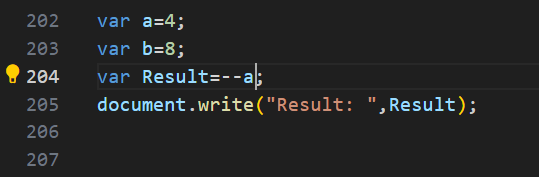 202 var a=4;
203 var b=8;
204 var Result=--a;
205 document.write("Result: ",Result);
206
207